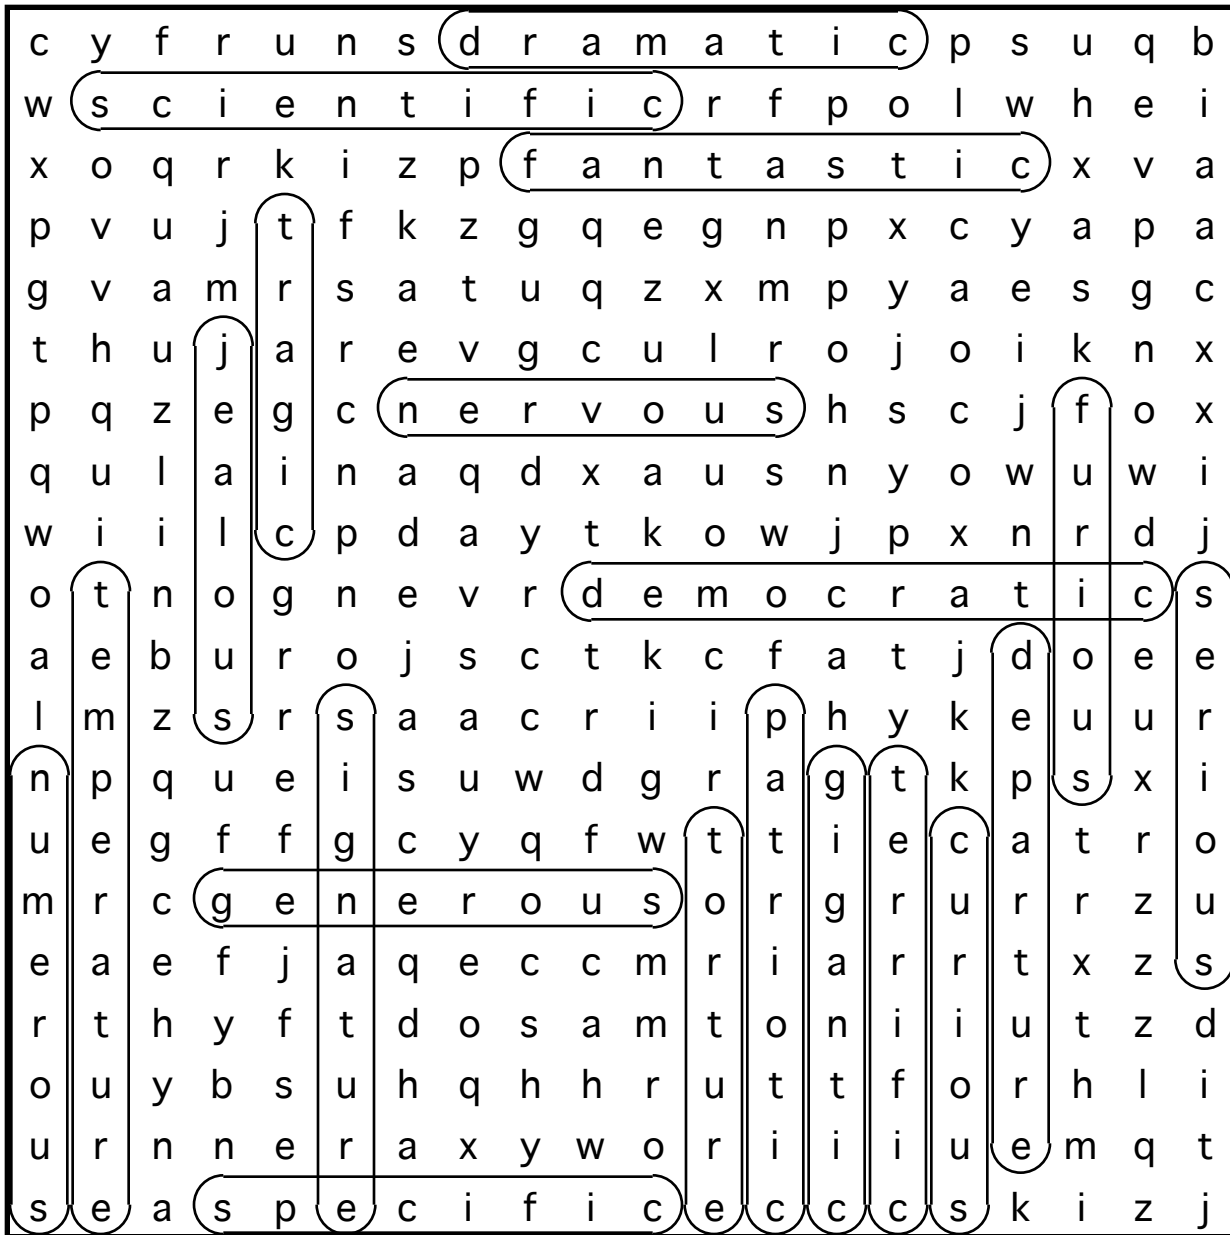 c y f r u n s d r a m a t i c p s u q b
w s c i e n t i f i c r f p o l w h e i
x o q r k i z p f a n t a s t i c x v a
p v u j t f k z g q e g n p x c y a p a
g v a m r s a t u q z x m p y a e s g c
t h u j a r e v g c u l r o j o i k n x
p q z e g c n e r v o u s h s c j f o x
q u l a i n a q d x a u s n y o w u w i
w i i l c p d a y t k o w j p x n r d j
o t n o g n e v r d e m o c r a t i c s
a e b u r o j s c t k c f a t j d o e e
l m z s r s a a c r i i p h y k e u u r
n p q u e i s u w d g r a g t k p s x i
u e g f f g c y q f w t t i e c a t r o
m r c g e n e r o u s o r g r u r r z u
e a e f j a q e c c m r i a r r t x z s
r t h y f t d o s a m t o n i i u t z d
o u y b s u h q h h r u t t f o r h l i
u r n n e r a x y w o r i i i u e m q t
s e a s p e c i f i c e c c c s k i z j